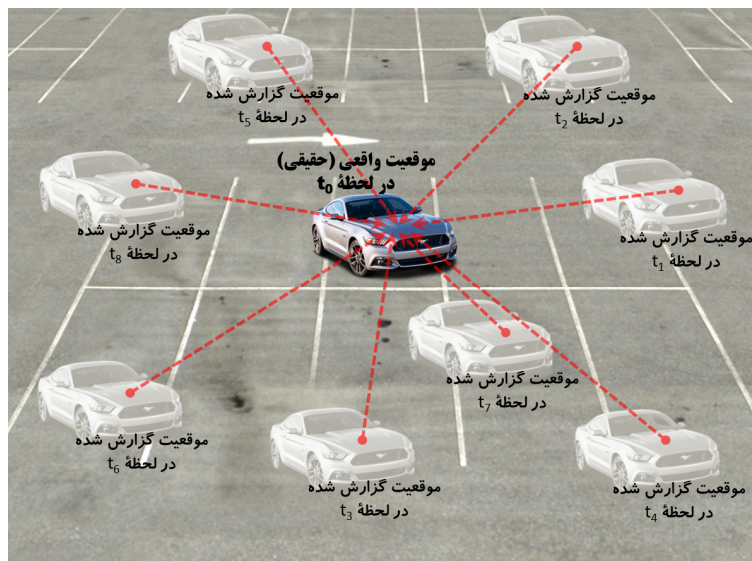 موقعیت گزارش شده
در لحظهٔ t5
موقعیت گزارش شده
در لحظهٔ t2
موقعیت واقعی (حقیقی)
در لحظهٔ t0
موقعیت گزارش شده
در لحظهٔ t8
موقعیت گزارش شده
در لحظهٔ t1
موقعیت گزارش شده
در لحظهٔ t7
موقعیت گزارش شده
در لحظهٔ t6
موقعیت گزارش شده
در لحظهٔ t3
موقعیت گزارش شده
در لحظهٔ t4